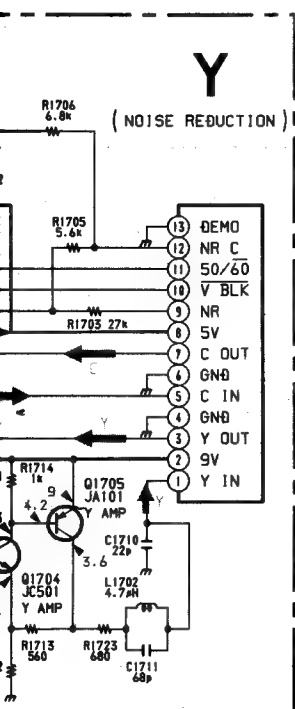 Y
( NOISE REDUCTION )
R1706
6.8k
R1705
5.6k
R1703 27k
13 DEMO
12 NR C
11 50/60
10 V BLK
9 NR
8 5V
7 C OUT
6 GND
5 C IN
4 GND
3 Y OUT
2 9V
1 Y IN
C
Y
R1714
1k
9
4.2
3.6
Q1705
JA101
Y AMP
Y
C1710
22p
Q1704
JC501
Y AMP
L1702
4.7μH
R1713
560
R1723
680
C1711
68p